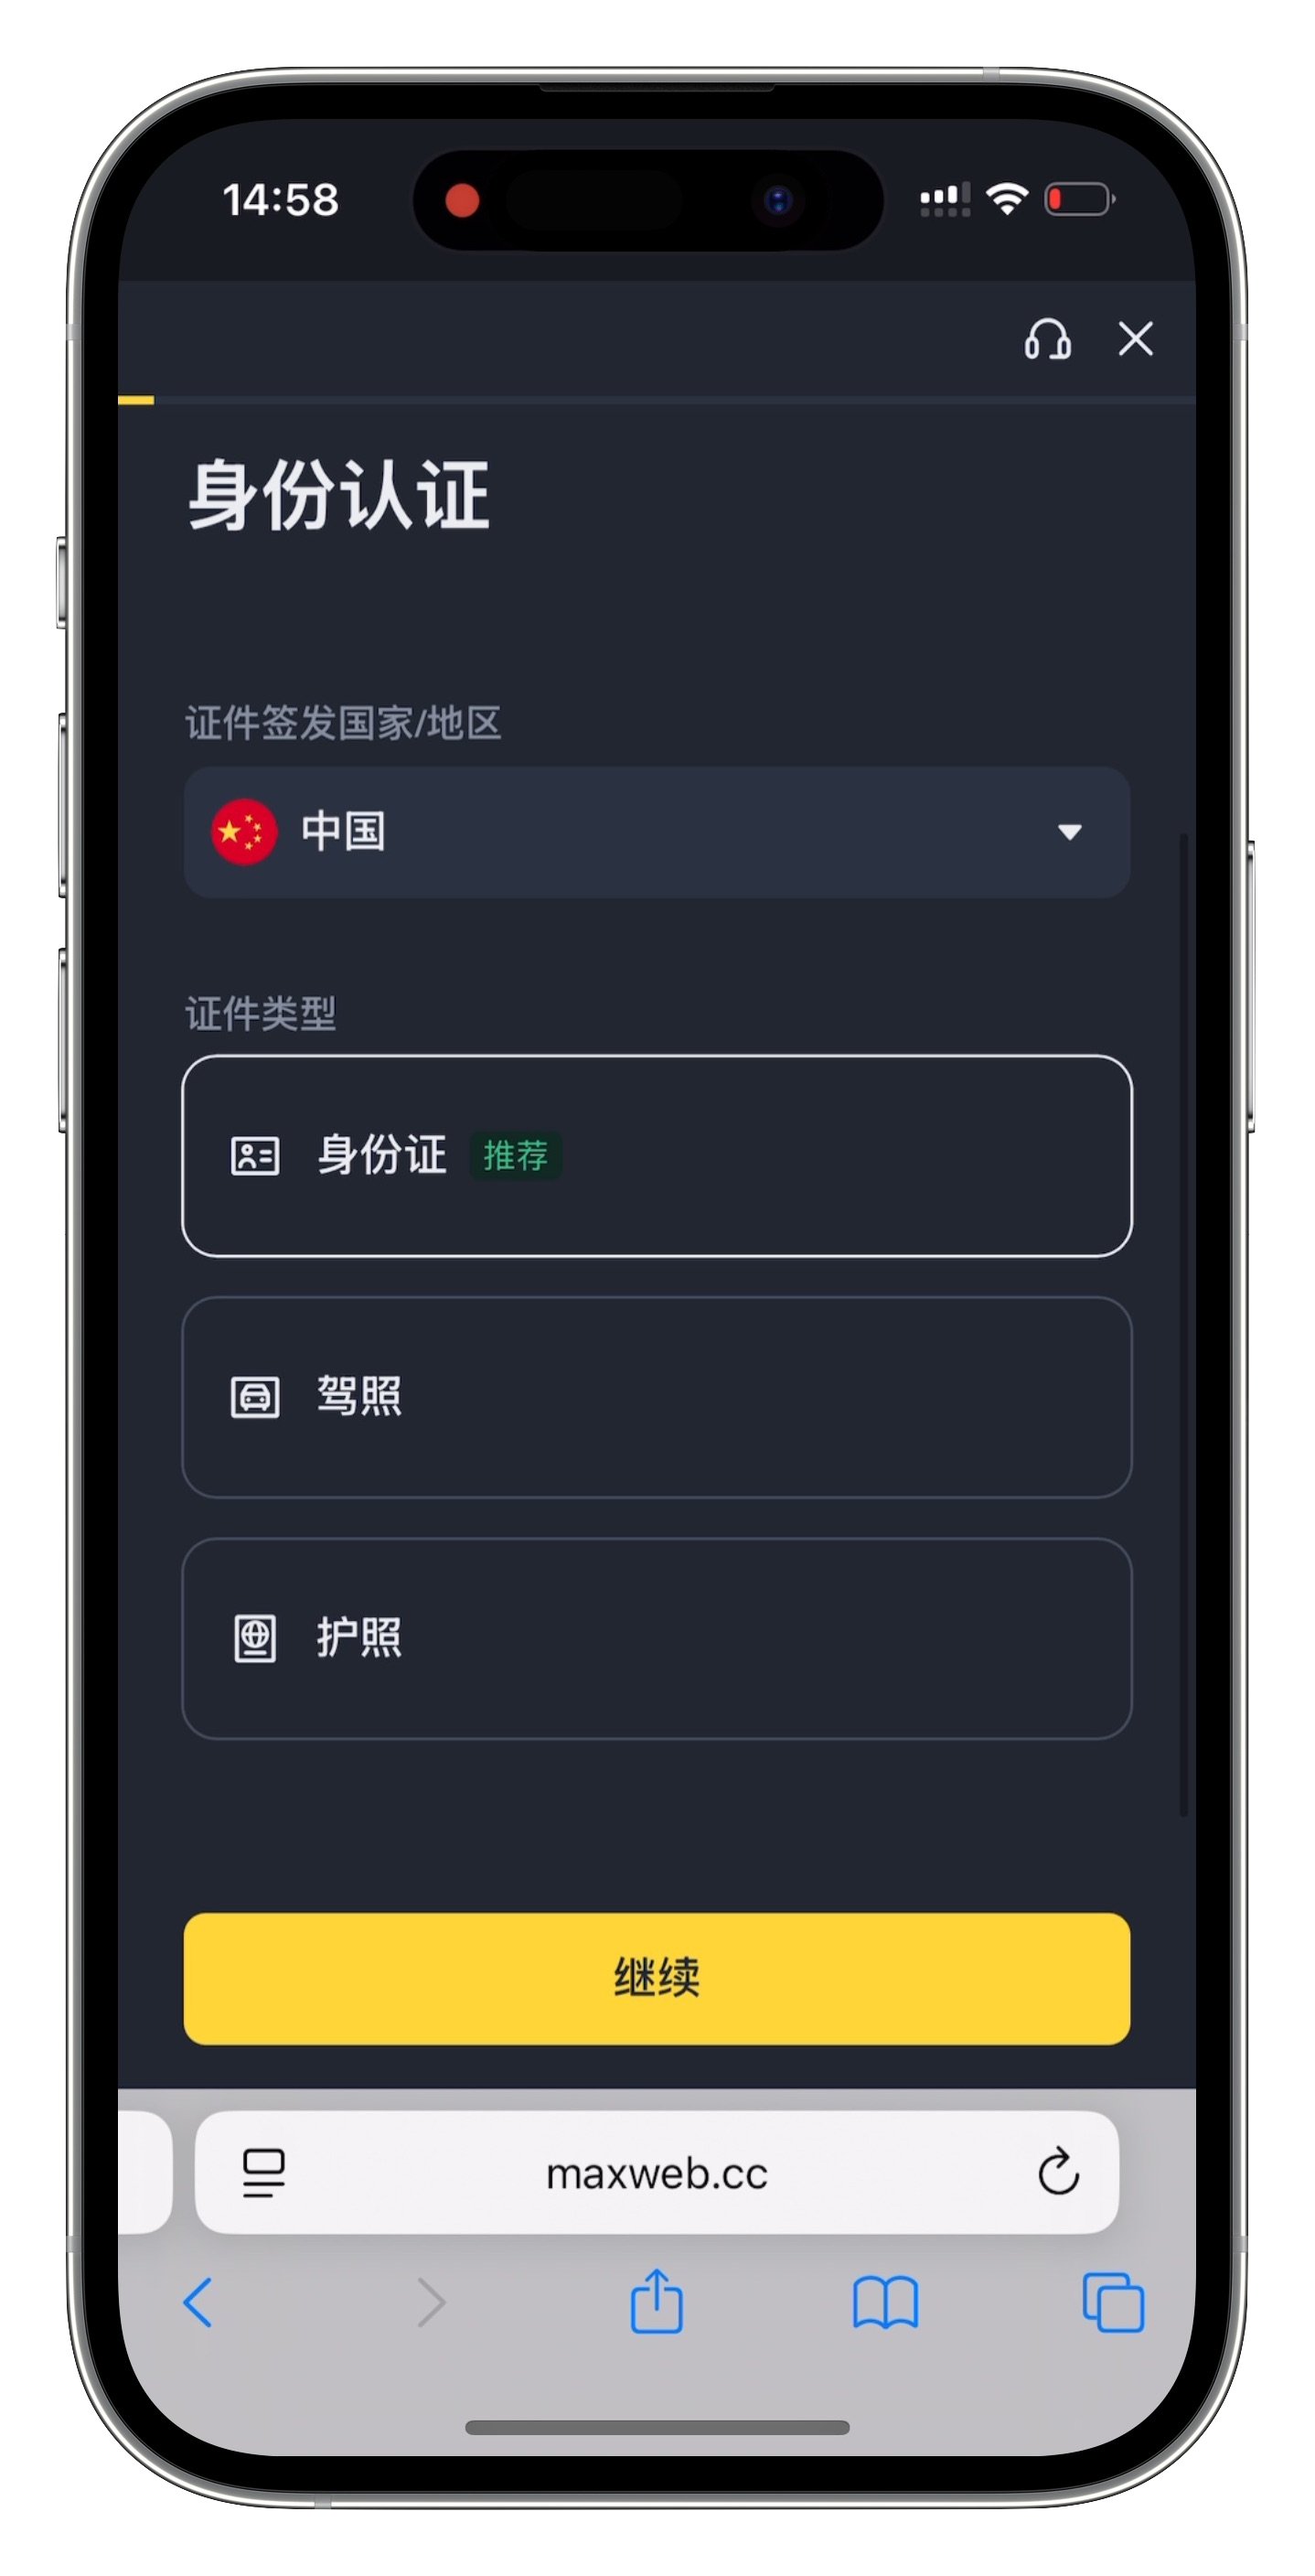 14:58
身份认证
证件签发国家/地区
中国
证件类型
身份证 推荐
驾照
护照
继续
maxweb.cc